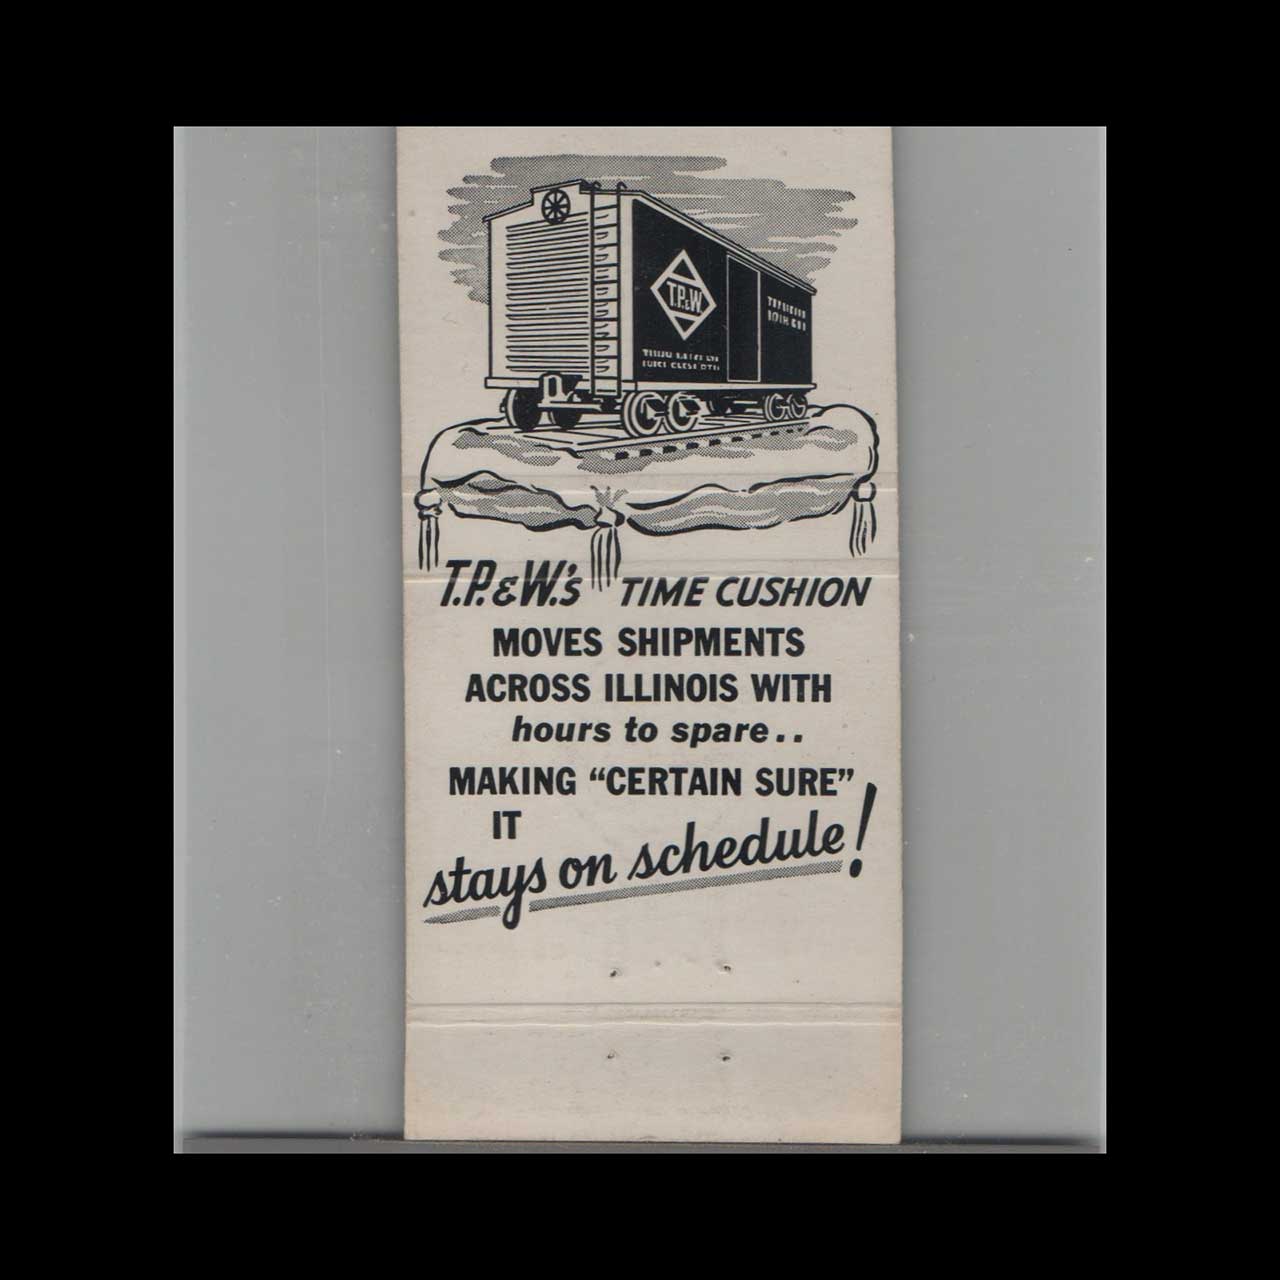 T.P.&W.
T.P.&W.'s TIME CUSHION
MOVES SHIPMENTS
ACROSS ILLINOIS WITH
hours to spare..
MAKING "CERTAIN SURE"
IT
stays on schedule!